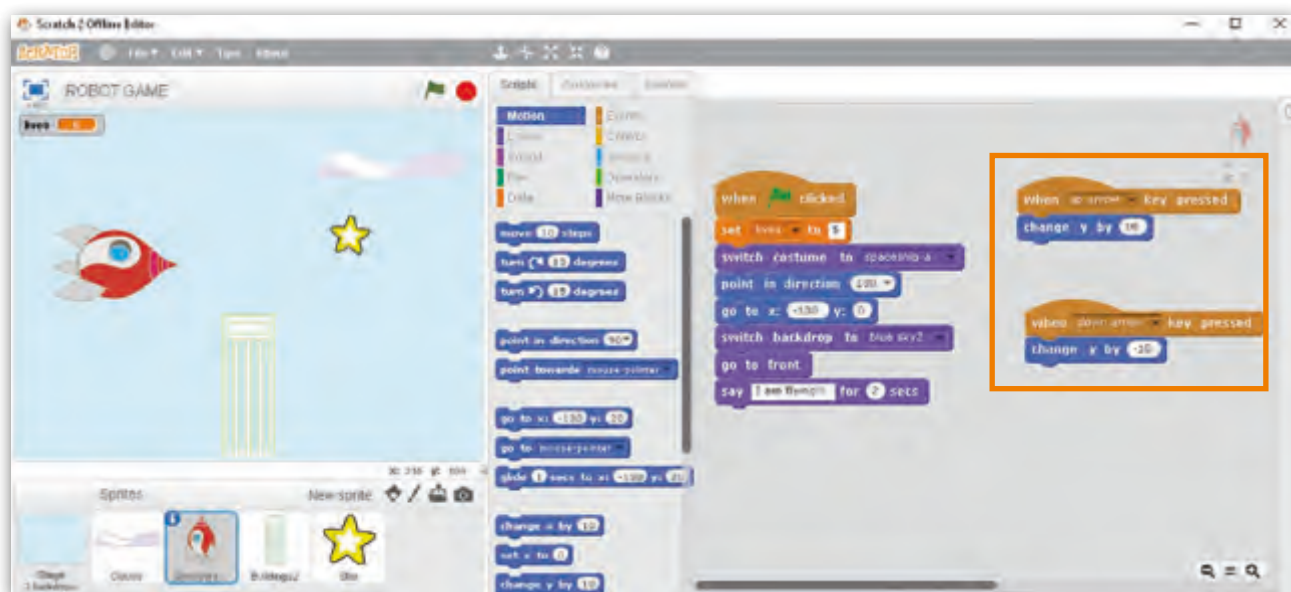 Scratch 2 Offline Editor
SCRATCH File Edit Tips About
ROBOT GAME
lives
Scripts Costumes Sounds
Motion Events
Looks Control
Sound Sensing
Pen Operators
Data More Blocks
move 10 steps
turn 15 degrees
turn 15 degrees
point in direction 90
point towards mouse-pointer
go to x: -130 y: 20
go to mouse-pointer
glide 1 secs to x: -130 y:
change x by 10
set x to 0
change y by 10
when clicked
set lives to 5
switch costume to spaceship-a
point in direction
go to x: -130 y: 0
switch backdrop to blue sky2
go to front
say I am flying!! for 2 secs
when up arrow key pressed
change y by 10
when down arrow key pressed
change y by -10
Sprites New sprite
Stage
Clouds
Buildings2
Star